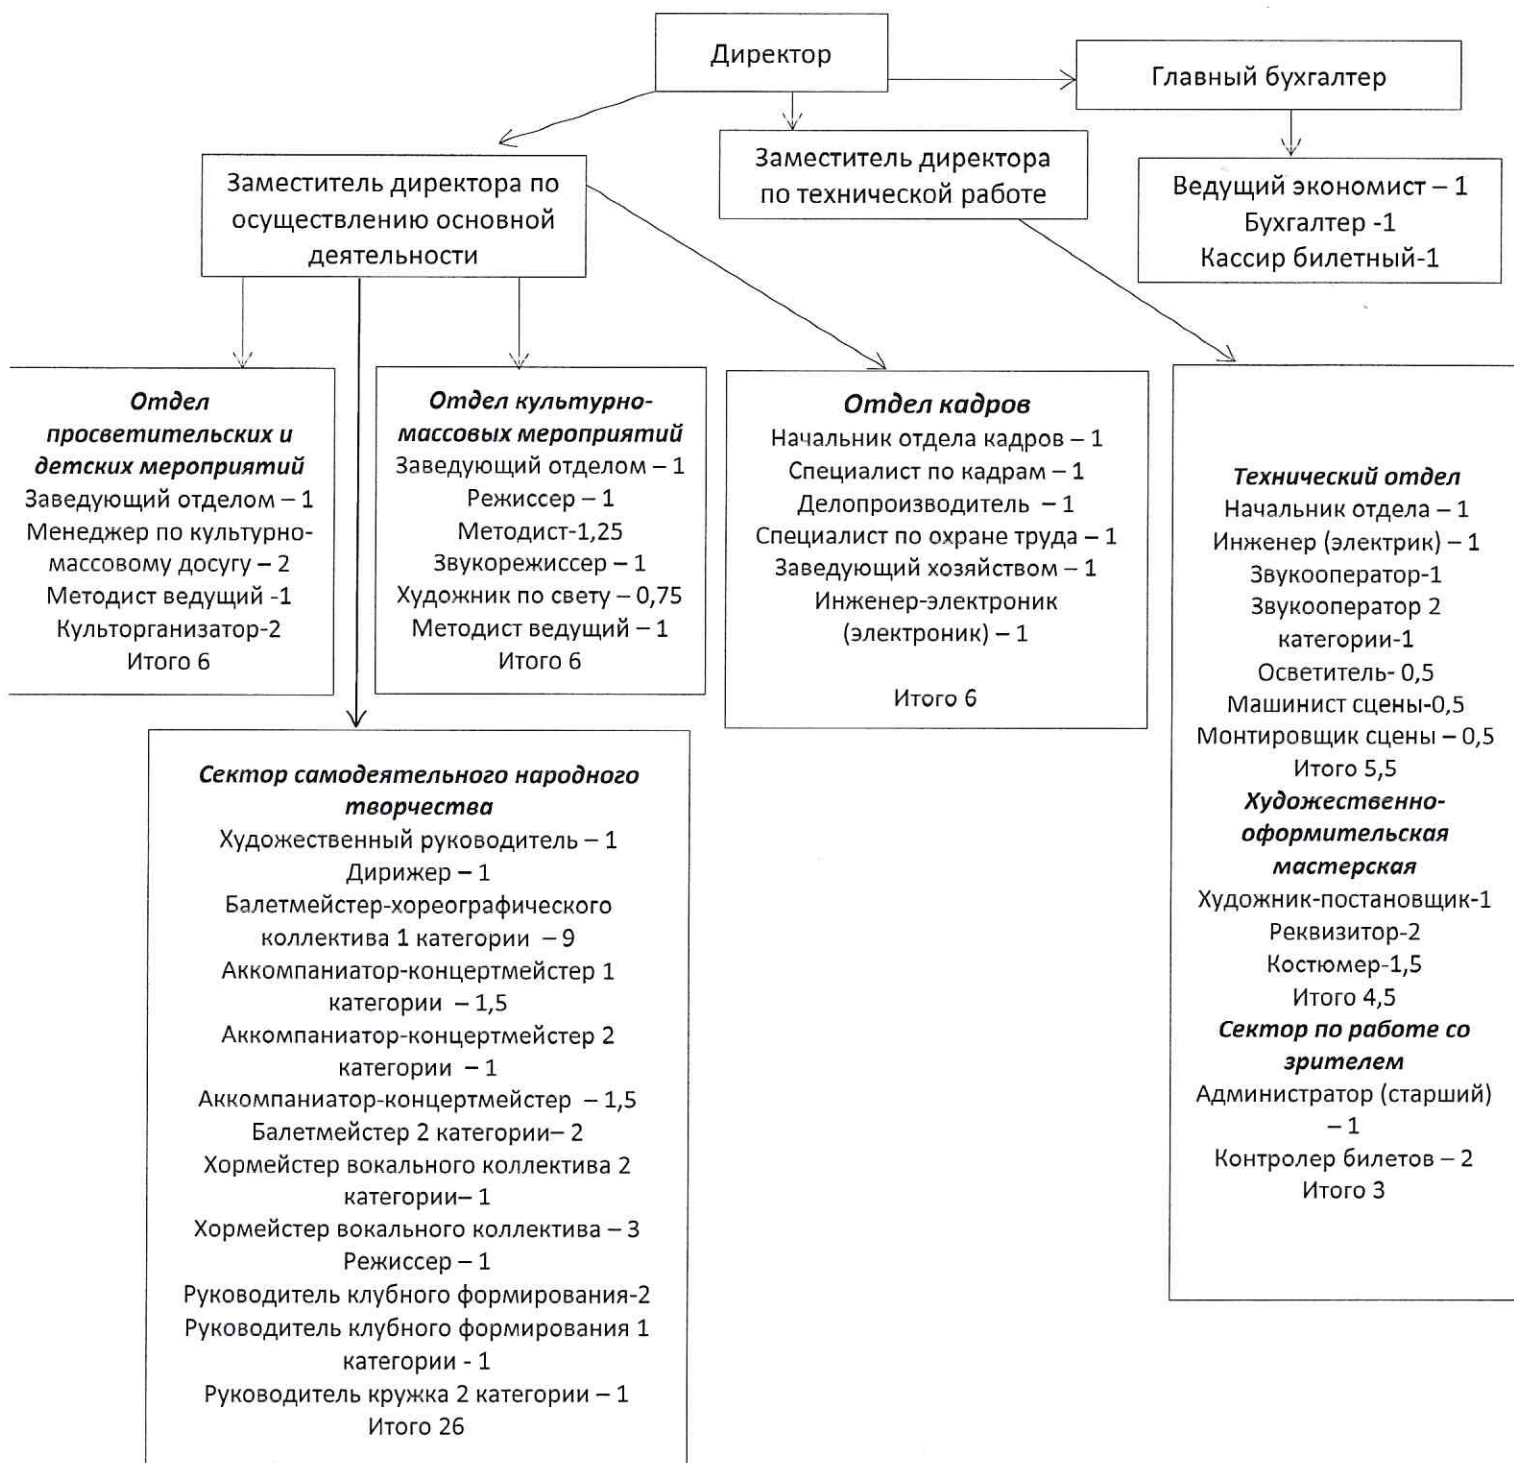 Директор
Главный бухгалтер
Заместитель директора по
осуществлению основной
деятельности
Заместитель директора
по технической работе
Ведущий экономист – 1
Бухгалтер -1
Кассир билетный-1
Отдел
просветительских и
детских мероприятий
Заведующий отделом – 1
Менеджер по культурно-
массовому досугу – 2
Методист ведущий -1
Культорганизатор-2
Итого 6
Отдел культурно-
массовых мероприятий
Заведующий отделом – 1
Режиссер – 1
Методист-1,25
Звукорежиссер – 1
Художник по свету – 0,75
Методист ведущий – 1
Итого 6
Отдел кадров
Начальник отдела кадров – 1
Специалист по кадрам – 1
Делопроизводитель – 1
Специалист по охране труда – 1
Заведующий хозяйством – 1
Инженер-электроник
(электроник) – 1
Итого 6
Технический отдел
Начальник отдела – 1
Инженер (электрик) – 1
Звукооператор-1
Звукооператор 2
категории-1
Осветитель- 0,5
Машинист сцены-0,5
Монтировщик сцены – 0,5
Итого 5,5
Художественно-
оформительская
мастерская
Художник-постановщик-1
Реквизитор-2
Костюмер-1,5
Итого 4,5
Сектор по работе со
зрителем
Администратор (старший)
– 1
Контролер билетов – 2
Итого 3
Сектор самодеятельного народного
творчества
Художественный руководитель – 1
Дирижер – 1
Балетмейстер-хореографического
коллектива 1 категории – 9
Аккомпаниатор-концертмейстер 1
категории – 1,5
Аккомпаниатор-концертмейстер 2
категории – 1
Аккомпаниатор-концертмейстер – 1,5
Балетмейстер 2 категории– 2
Хормейстер вокального коллектива 2
категории– 1
Хормейстер вокального коллектива – 3
Режиссер – 1
Руководитель клубного формирования-2
Руководитель клубного формирования 1
категории - 1
Руководитель кружка 2 категории – 1
Итого 26